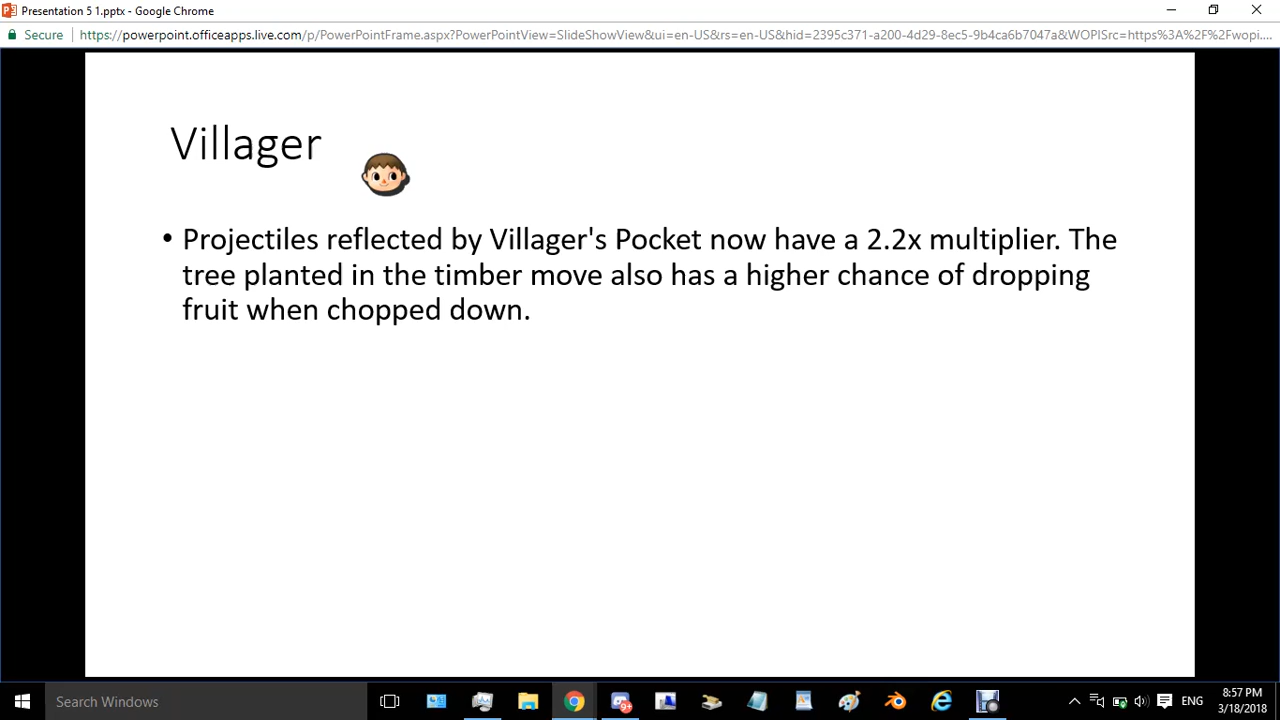 Presentation 5 1.pptx - Google Chrome
Secure https://powerpoint.officeapps.live.com/p/PowerPointFrame.aspx?PowerPointView=SlideShowView&ui=en-US&rs=en-US&hid=2395c371-a200-4d29-8ec5-9b4ca6b7047a&WOPISrc=https%3A%2F%2Fwopi....
Villager
• Projectiles reflected by Villager's Pocket now have a 2.2x multiplier. The
tree planted in the timber move also has a higher chance of dropping
fruit when chopped down.
Search Windows
ENG
8:57 PM
3/18/2018